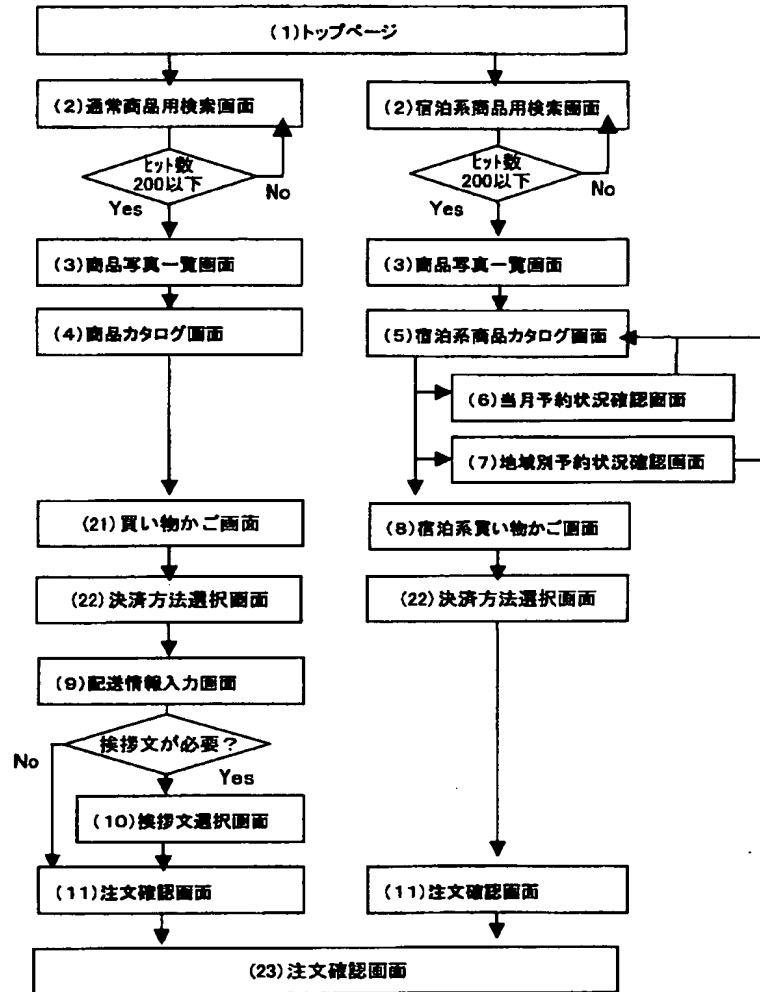 (1)トップページ
(2)通常商品用検索画面
(2)宿泊系商品用検索画面
ヒット数
200以下
No
Yes
ヒット数
200以下
No
Yes
(3)商品写真一覧画面
(3)商品写真一覧画面
(4)商品カタログ画面
(5)宿泊系商品カタログ画面
(6)当月予約状況確認画面
(7)地域別予約状況確認画面
(21)買い物かご画面
(8)宿泊系買い物かご画面
(22)決済方法選択画面
(22)決済方法選択画面
(9)配送情報入力画面
挨拶文が必要?
No
Yes
(10)挨拶文選択画面
(11)注文確認画面
(11)注文確認画面
(23)注文確認画面